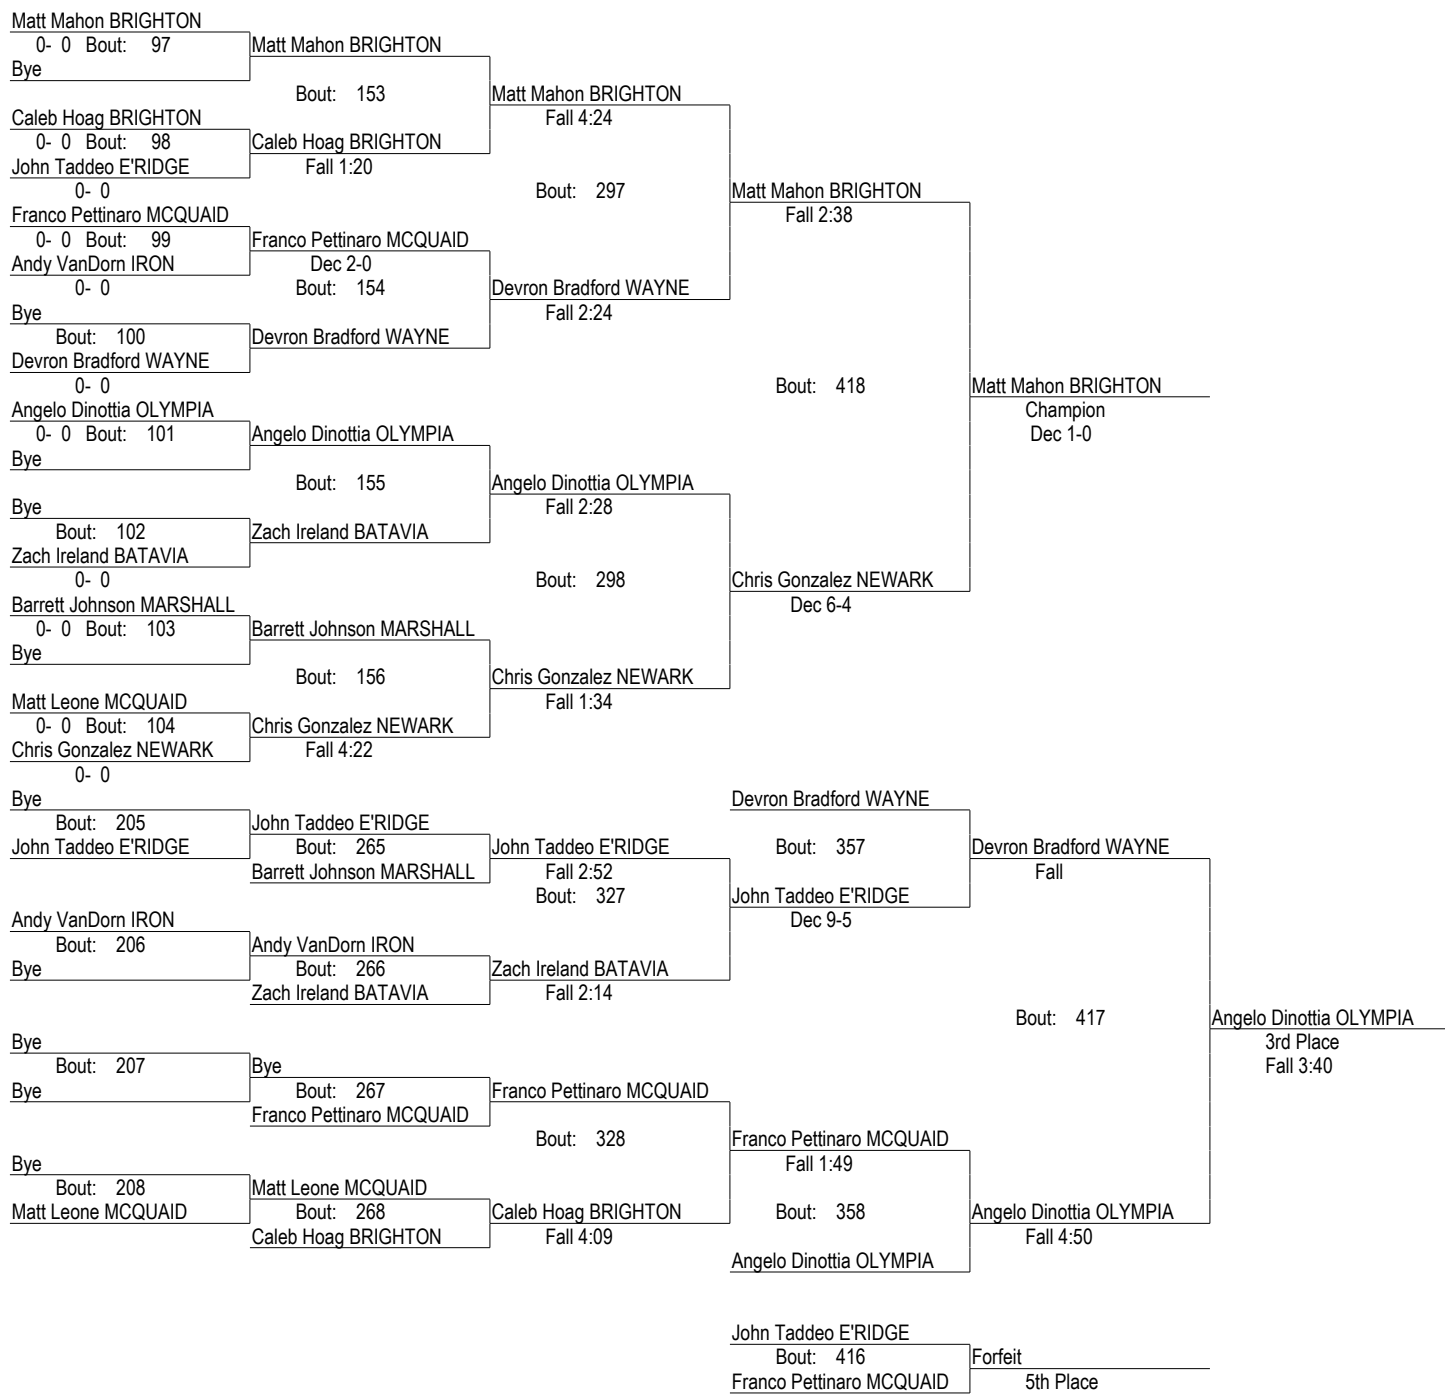 Matt Mahon BRIGHTON
0- 0 Bout: 97
Matt Mahon BRIGHTON
Bye
Bout: 153
Matt Mahon BRIGHTON
Caleb Hoag BRIGHTON
Fall 4:24
0- 0 Bout: 98
Caleb Hoag BRIGHTON
John Taddeo E'RIDGE
Fall 1:20
0- 0
Bout: 297
Matt Mahon BRIGHTON
Franco Pettinaro MCQUAID
Fall 2:38
0- 0 Bout: 99
Franco Pettinaro MCQUAID
Andy VanDorn IRON
Dec 2-0
0- 0
Bout: 154
Devron Bradford WAYNE
Bye
Fall 2:24
Bout: 100
Devron Bradford WAYNE
Devron Bradford WAYNE
0- 0
Bout: 418
Matt Mahon BRIGHTON
Angelo Dinottia OLYMPIA
Champion
0- 0 Bout: 101
Angelo Dinottia OLYMPIA
Dec 1-0
Bye
Bout: 155
Angelo Dinottia OLYMPIA
Bye
Fall 2:28
Bout: 102
Zach Ireland BATAVIA
Zach Ireland BATAVIA
0- 0
Bout: 298
Chris Gonzalez NEWARK
Barrett Johnson MARSHALL
Dec 6-4
0- 0 Bout: 103
Barrett Johnson MARSHALL
Bye
Bout: 156
Chris Gonzalez NEWARK
Matt Leone MCQUAID
Fall 1:34
0- 0 Bout: 104
Chris Gonzalez NEWARK
Chris Gonzalez NEWARK
Fall 4:22
0- 0
Bye
Devron Bradford WAYNE
Bout: 205
John Taddeo E'RIDGE
John Taddeo E'RIDGE
Bout: 265
John Taddeo E'RIDGE
Bout: 357
Devron Bradford WAYNE
Barrett Johnson MARSHALL
Fall 2:52
Fall
Bout: 327
John Taddeo E'RIDGE
Andy VanDorn IRON
Dec 9-5
Bout: 206
Andy VanDorn IRON
Bye
Bout: 266
Zach Ireland BATAVIA
Zach Ireland BATAVIA
Fall 2:14
Bout: 417
Angelo Dinottia OLYMPIA
Bye
3rd Place
Bout: 207
Bye
Fall 3:40
Bye
Bout: 267
Franco Pettinaro MCQUAID
Franco Pettinaro MCQUAID
Bout: 328
Franco Pettinaro MCQUAID
Bye
Fall 1:49
Bout: 208
Matt Leone MCQUAID
Matt Leone MCQUAID
Bout: 268
Caleb Hoag BRIGHTON
Bout: 358
Angelo Dinottia OLYMPIA
Caleb Hoag BRIGHTON
Fall 4:09
Fall 4:50
Angelo Dinottia OLYMPIA
John Taddeo E'RIDGE
Bout: 416
Forfeit
Franco Pettinaro MCQUAID
5th Place